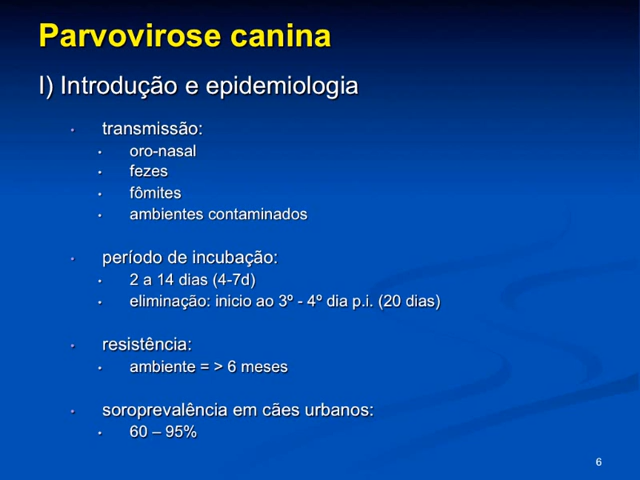 Parvovirose canina
I) Introdução e epidemiologia
• transmissão:
• oro-nasal
• fezes
• fômites
• ambientes contaminados
• período de incubação:
• 2 a 14 dias (4-7d)
• eliminação: inicio ao 3º - 4º dia p.i. (20 dias)
• resistência:
• ambiente = > 6 meses
• soroprevalência em cães urbanos:
• 60 – 95%
6